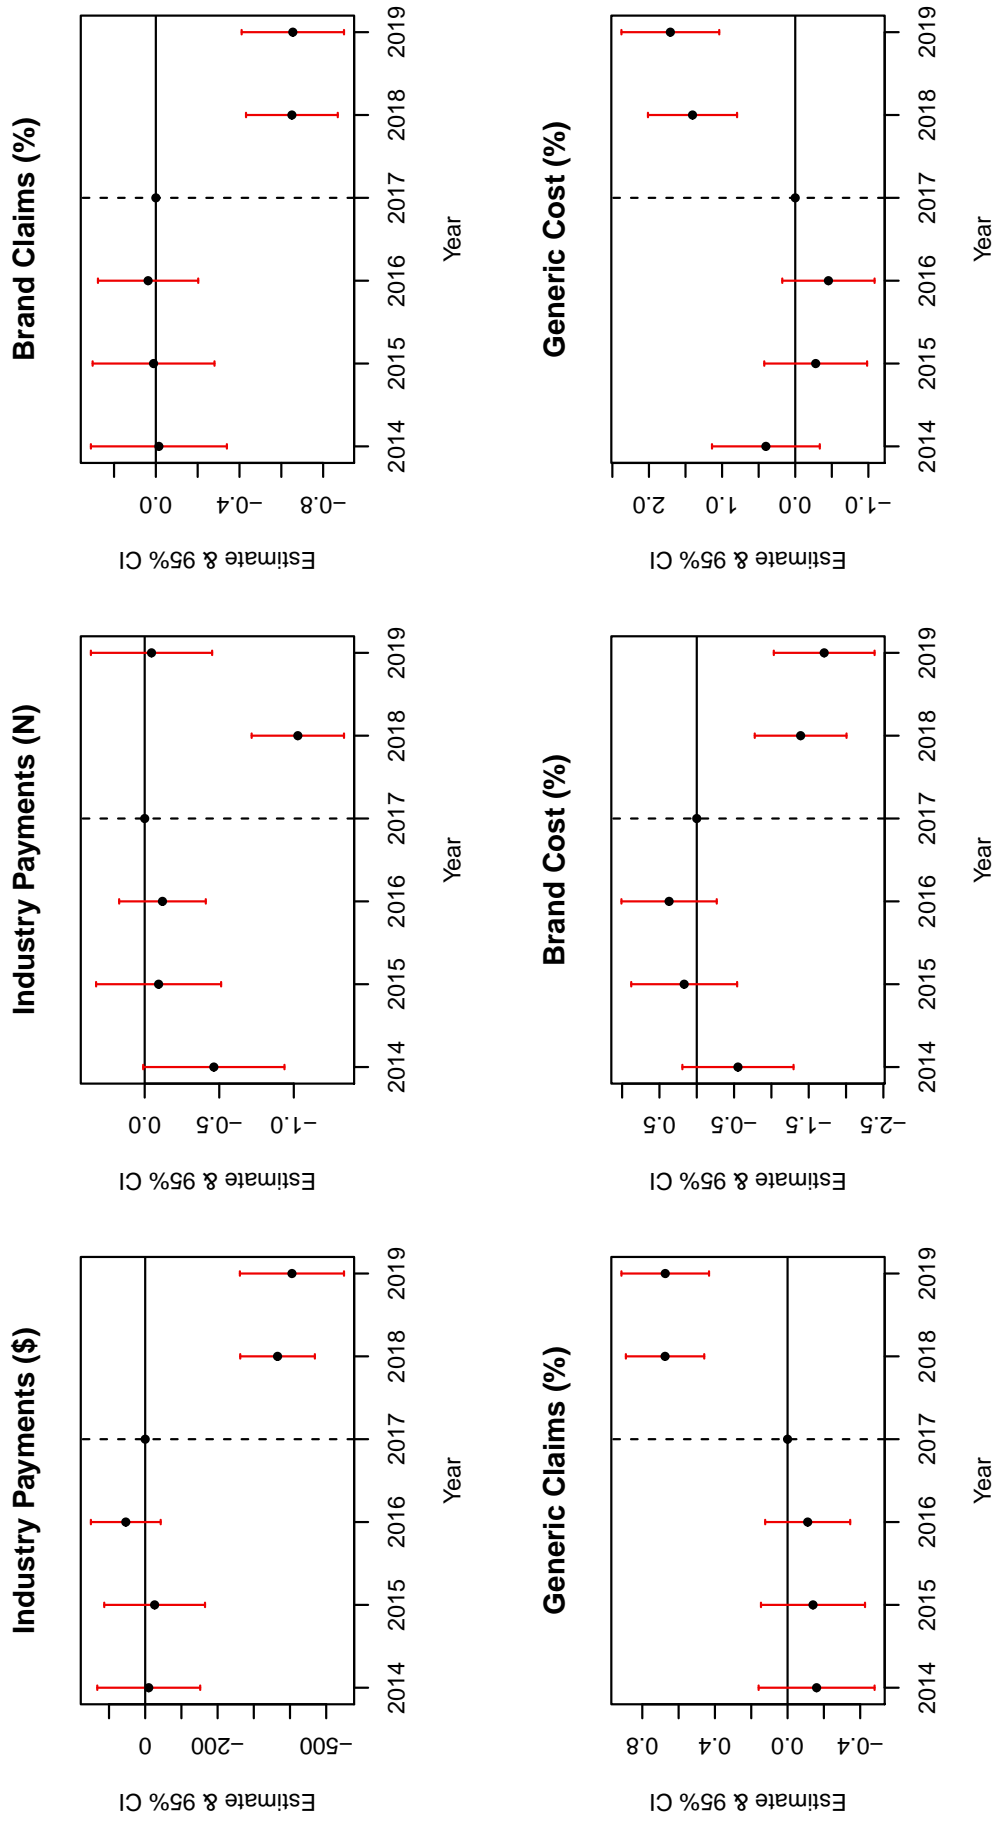 Industry Payments ($)
Estimate & 95% CI
0
−200
−500
2014 2015 2016 2017 2018 2019
Year
Industry Payments (N)
Estimate & 95% CI
0.0
−0.5
−1.0
2014 2015 2016 2017 2018 2019
Year
Brand Claims (%)
Estimate & 95% CI
0.0
−0.4
−0.8
2014 2015 2016 2017 2018 2019
Year
Generic Claims (%)
Estimate & 95% CI
0.8
0.4
0.0
−0.4
2014 2015 2016 2017 2018 2019
Year
Brand Cost (%)
Estimate & 95% CI
0.5
−0.5
−1.5
−2.5
2014 2015 2016 2017 2018 2019
Year
Generic Cost (%)
Estimate & 95% CI
2.0
1.0
0.0
−1.0
2014 2015 2016 2017 2018 2019
Year